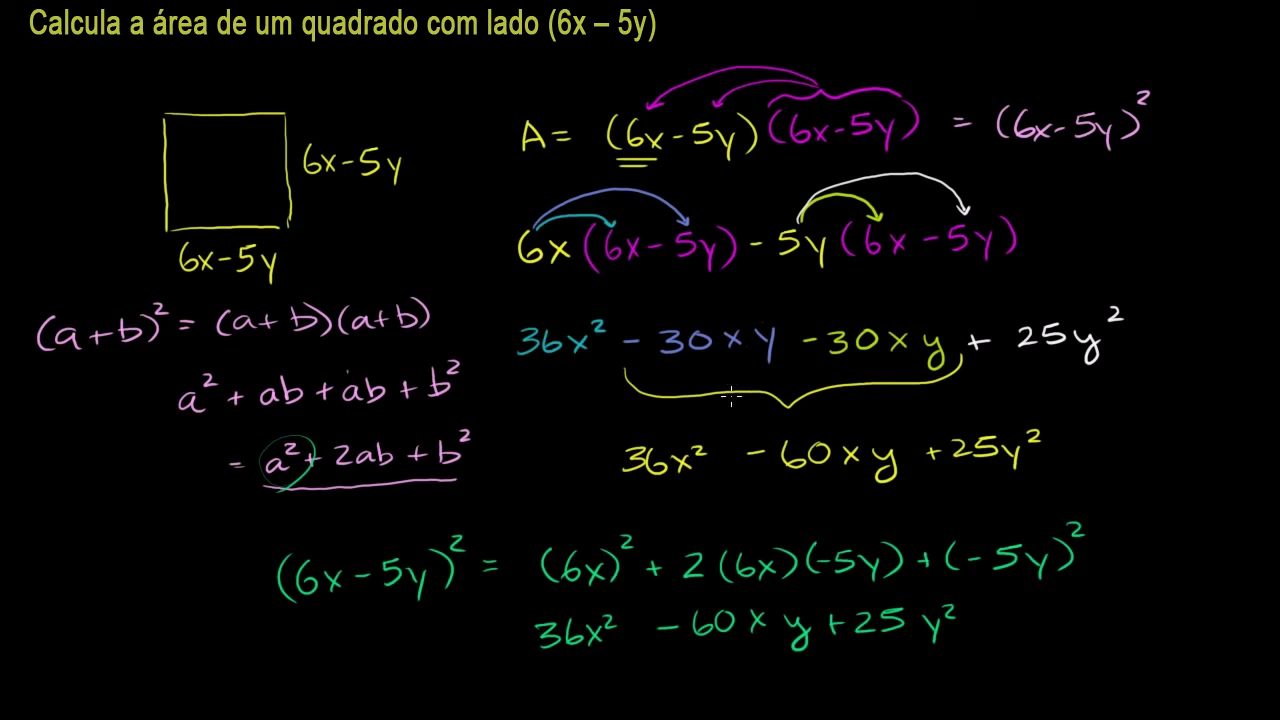 Calcula a área de um quadrado com lado (6x – 5y)
A = (6x-5y)(6x-5y) = (6x-5y)²
6x-5y
6x(6x-5y) - 5y(6x-5y)
6x-5y
(a+b)² = (a+b)(a+b)
36x² - 30xy - 30xy + 25y²
a² + ab + ab + b²
36x² - 60xy + 25y²
= a² + 2ab + b²
(6x-5y)² = (6x)² + 2(6x)(-5y) + (-5y)²
36x² - 60xy + 25y²